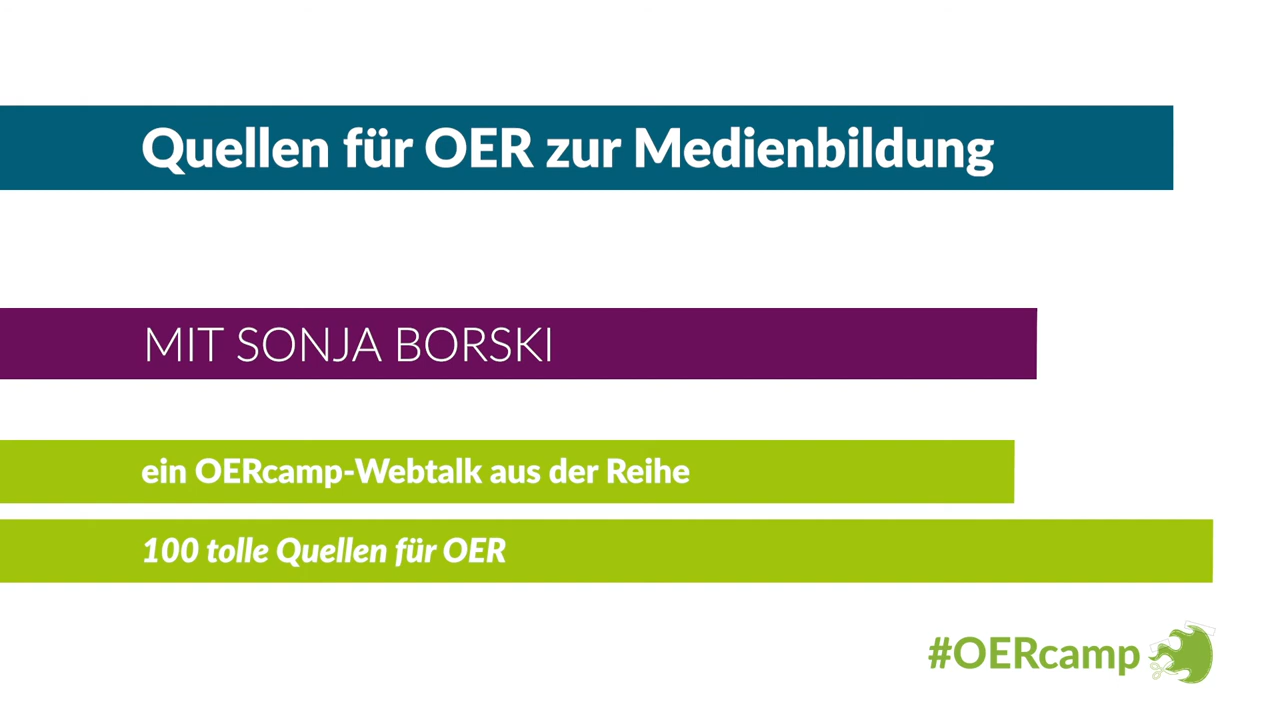 Quellen für OER zur Medienbildung
MIT SONJA BORSKI
ein OERcamp-Webtalk aus der Reihe
100 tolle Quellen für OER
#OERcamp